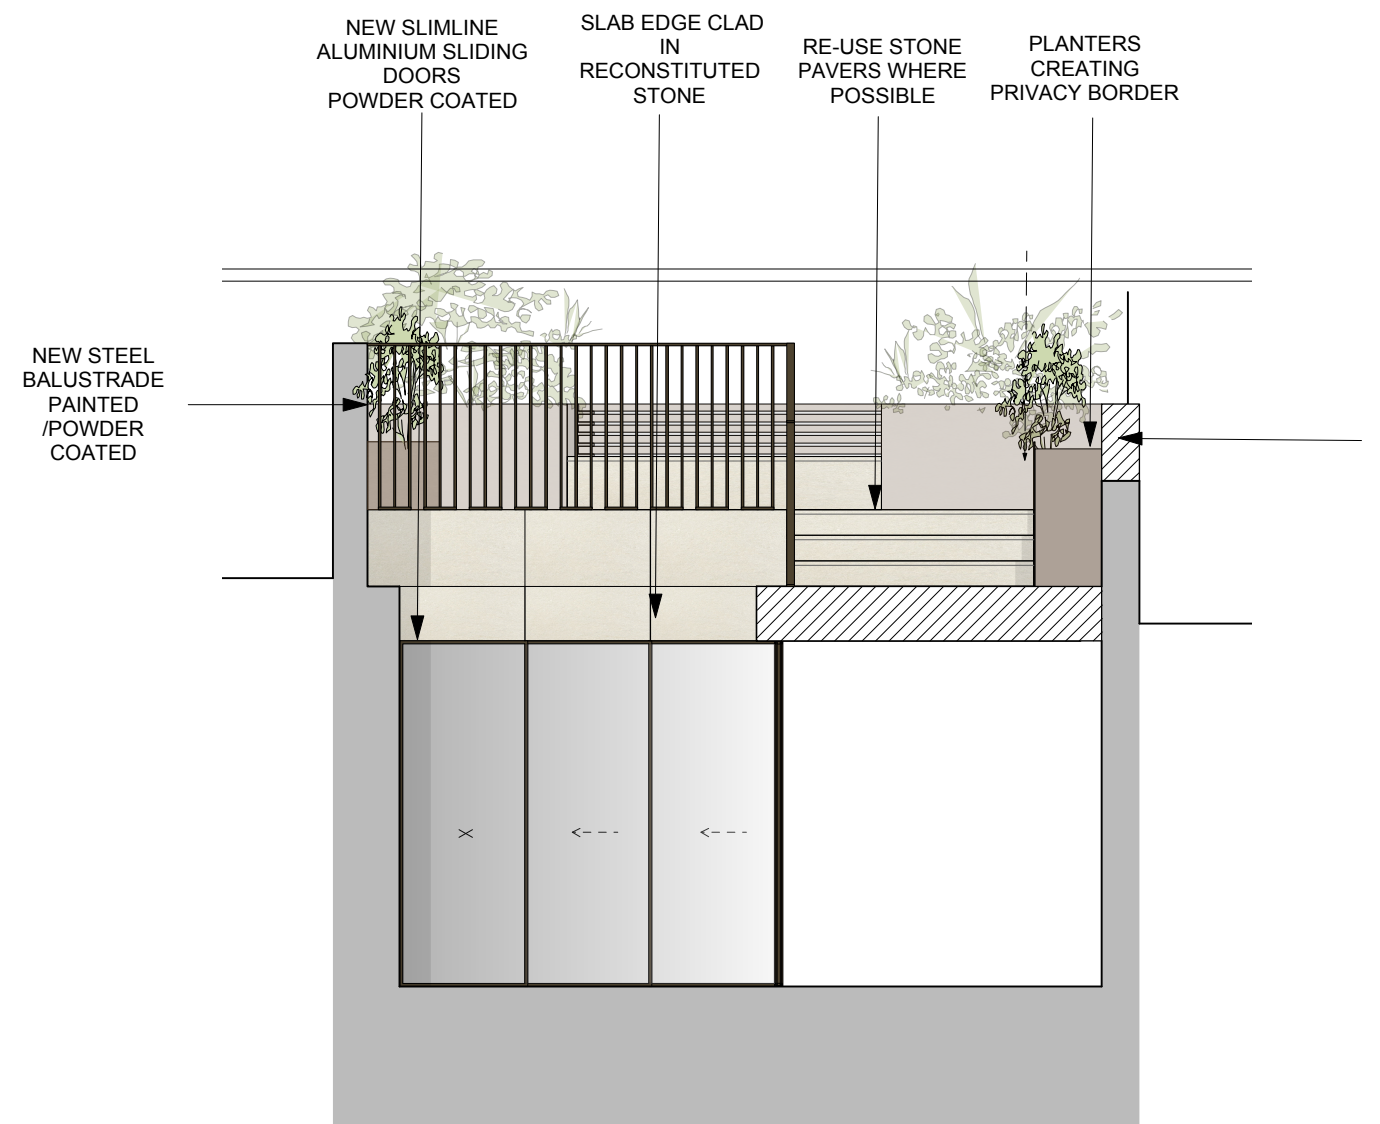 NEW SLIMLINE
ALUMINIUM SLIDING
DOORS
POWDER COATED
SLAB EDGE CLAD
IN
RECONSTITUTED
STONE
RE-USE STONE
PAVERS WHERE
POSSIBLE
PLANTERS
CREATING
PRIVACY BORDER
NEW STEEL
BALUSTRADE
PAINTED
/POWDER
COATED